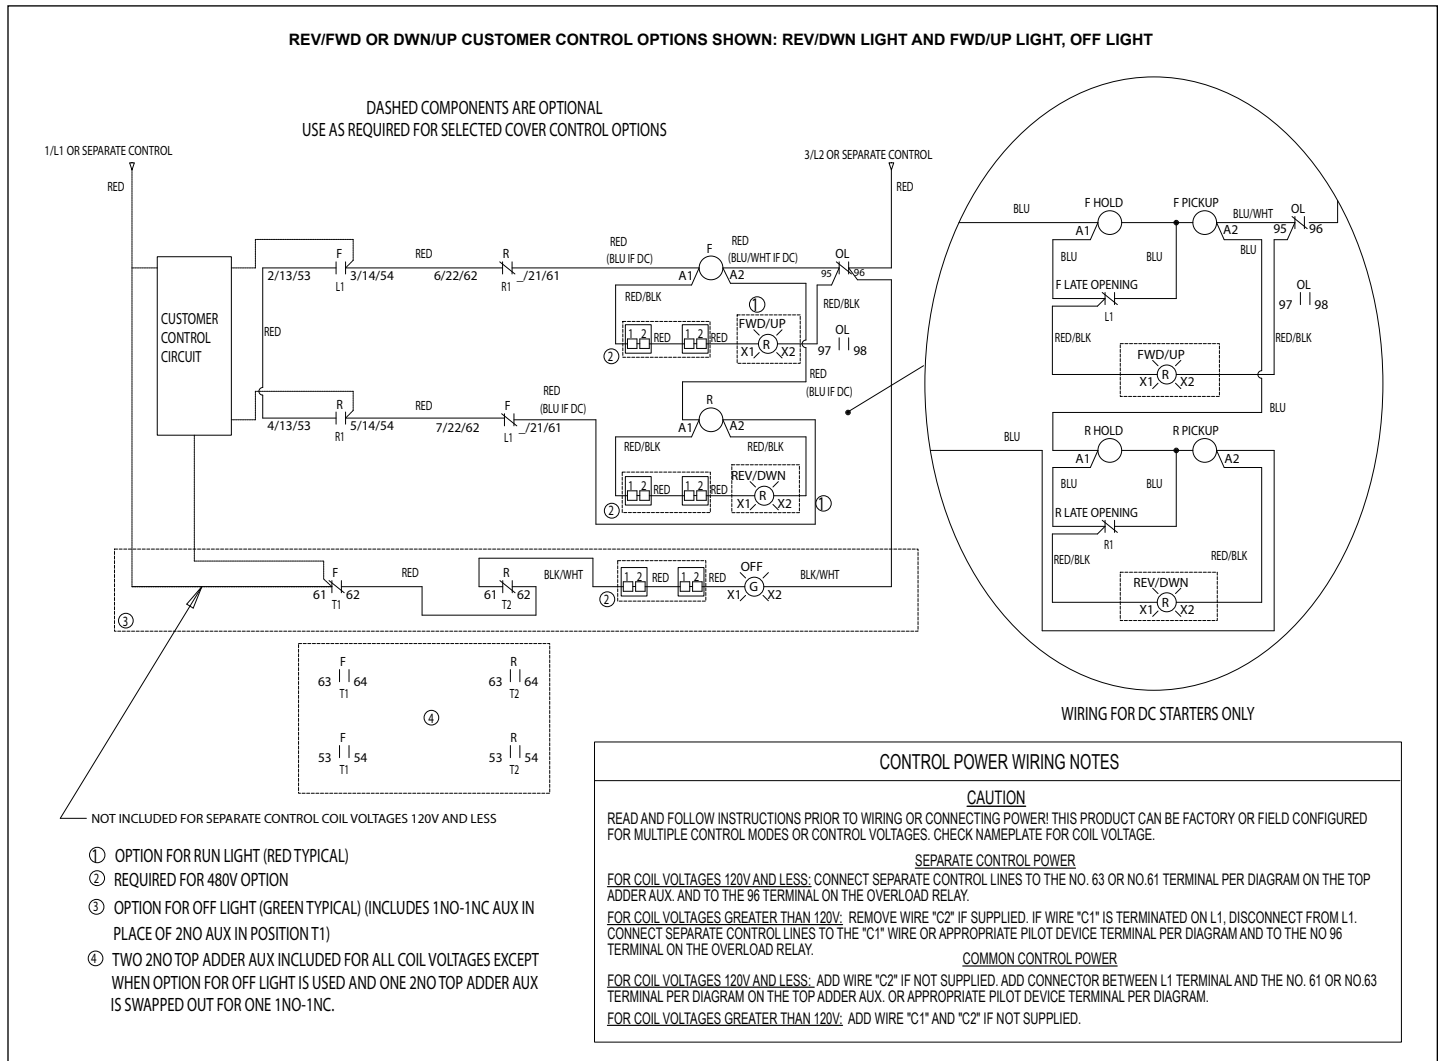 REV/FWD OR DWN/UP CUSTOMER CONTROL OPTIONS SHOWN: REV/DWN LIGHT AND FWD/UP LIGHT, OFF LIGHT
DASHED COMPONENTS ARE OPTIONAL
USE AS REQUIRED FOR SELECTED COVER CONTROL OPTIONS
1/L1 OR SEPARATE CONTROL
3/L2 OR SEPARATE CONTROL
RED
RED
CUSTOMER
CONTROL
CIRCUIT
F
2/13/53 3/14/54
L1
RED
6/22/62
R
_/21/61
R1
RED
(BLU IF DC)
F
A1 A2
RED
(BLU/WHT IF DC)
OL
95 96
RED/BLK
RED/BLK
①
FWD/UP
1 2 RED 1 2 RED X1 R X2
②
OL
97 98
RED
RED
(BLU IF DC)
R
4/13/53 5/14/54
R1
RED
7/22/62
F
_/21/61
L1
RED
(BLU IF DC)
R
A1 A2
RED/BLK RED/BLK
REV/DWN
1 2 RED 1 2 RED X1 R X2
②
①
F
61 62
T1
RED
R
61 62
T2
BLK/WHT
1 2 RED 1 2 RED
②
OFF
X1 G X2
BLK/WHT
③
F
63 64
T1
R
63 64
T2
④
F
53 54
T1
R
53 54
T2
BLU
F HOLD
A1
F PICKUP
A2
BLU/WHT
OL
95 96
BLU
BLU
BLU
F LATE OPENING
L1
OL
97 98
RED/BLK
RED/BLK
FWD/UP
X1 R X2
BLU
BLU
R HOLD
A1
R PICKUP
A2
BLU
BLU
R LATE OPENING
R1
RED/BLK
RED/BLK
REV/DWN
X1 R X2
WIRING FOR DC STARTERS ONLY
NOT INCLUDED FOR SEPARATE CONTROL COIL VOLTAGES 120V AND LESS
① OPTION FOR RUN LIGHT (RED TYPICAL)
② REQUIRED FOR 480V OPTION
③ OPTION FOR OFF LIGHT (GREEN TYPICAL) (INCLUDES 1NO-1NC AUX IN
PLACE OF 2NO AUX IN POSITION T1)
④ TWO 2NO TOP ADDER AUX INCLUDED FOR ALL COIL VOLTAGES EXCEPT
WHEN OPTION FOR OFF LIGHT IS USED AND ONE 2NO TOP ADDER AUX
IS SWAPPED OUT FOR ONE 1NO-1NC.
CONTROL POWER WIRING NOTES
CAUTION
READ AND FOLLOW INSTRUCTIONS PRIOR TO WIRING OR CONNECTING POWER! THIS PRODUCT CAN BE FACTORY OR FIELD CONFIGURED
FOR MULTIPLE CONTROL MODES OR CONTROL VOLTAGES. CHECK NAMEPLATE FOR COIL VOLTAGE.
SEPARATE CONTROL POWER
FOR COIL VOLTAGES 120V AND LESS: CONNECT SEPARATE CONTROL LINES TO THE NO. 63 OR NO.61 TERMINAL PER DIAGRAM ON THE TOP
ADDER AUX. AND TO THE 96 TERMINAL ON THE OVERLOAD RELAY.
FOR COIL VOLTAGES GREATER THAN 120V: REMOVE WIRE "C2" IF SUPPLIED. IF WIRE "C1" IS TERMINATED ON L1, DISCONNECT FROM L1.
CONNECT SEPARATE CONTROL LINES TO THE "C1" WIRE OR APPROPRIATE PILOT DEVICE TERMINAL PER DIAGRAM AND TO THE NO 96
TERMINAL ON THE OVERLOAD RELAY.
COMMON CONTROL POWER
FOR COIL VOLTAGES 120V AND LESS: ADD WIRE "C2" IF NOT SUPPLIED. ADD CONNECTOR BETWEEN L1 TERMINAL AND THE NO. 61 OR NO.63
TERMINAL PER DIAGRAM ON THE TOP ADDER AUX. OR APPROPRIATE PILOT DEVICE TERMINAL PER DIAGRAM.
FOR COIL VOLTAGES GREATER THAN 120V: ADD WIRE "C1" AND "C2" IF NOT SUPPLIED.